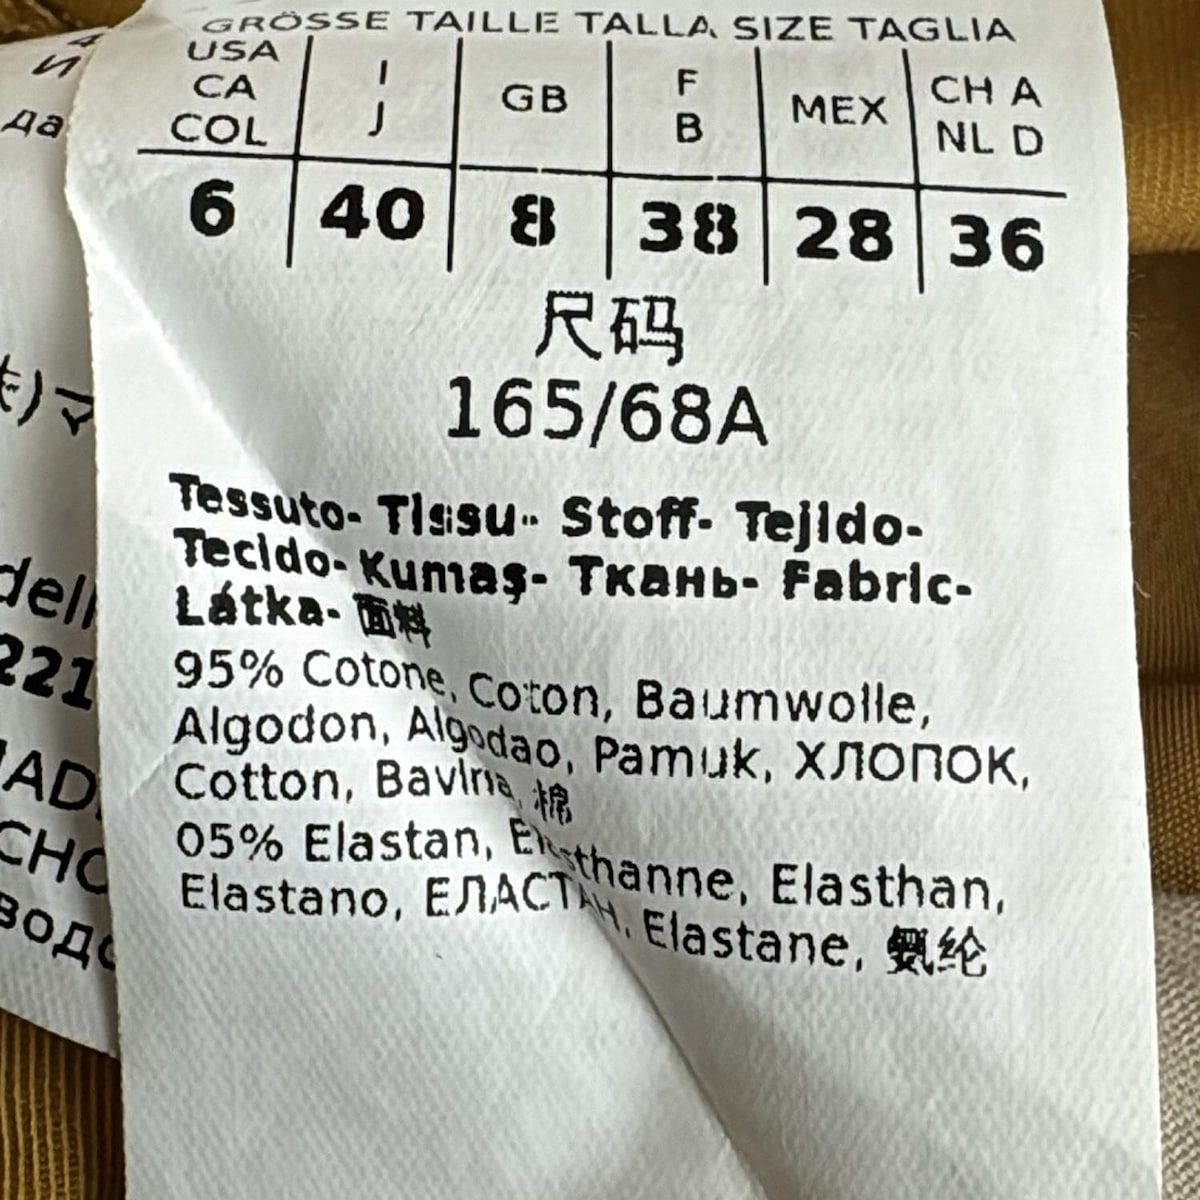 GRÖSSE TAILLE TALLA SIZE TAGLIA
USA CA COL
I J
GB
F B
MEX
CH A NL D
6 40 8 38 28 36
尺码
165/68A
Tessuto- Tissu- Stoff- Tejido-
Tecido- Kumaş- Ткань- Fabric-
Látka- 面料
95% Cotone, Coton, Baumwolle,
Algodon, Algodao, Pamuk, ХЛОПОК,
Cotton, Bavlna, 棉
05% Elastan, Elasthanne, Elasthan,
Elastano, ЕЛАСТАН, Elastane, 氨纶
221